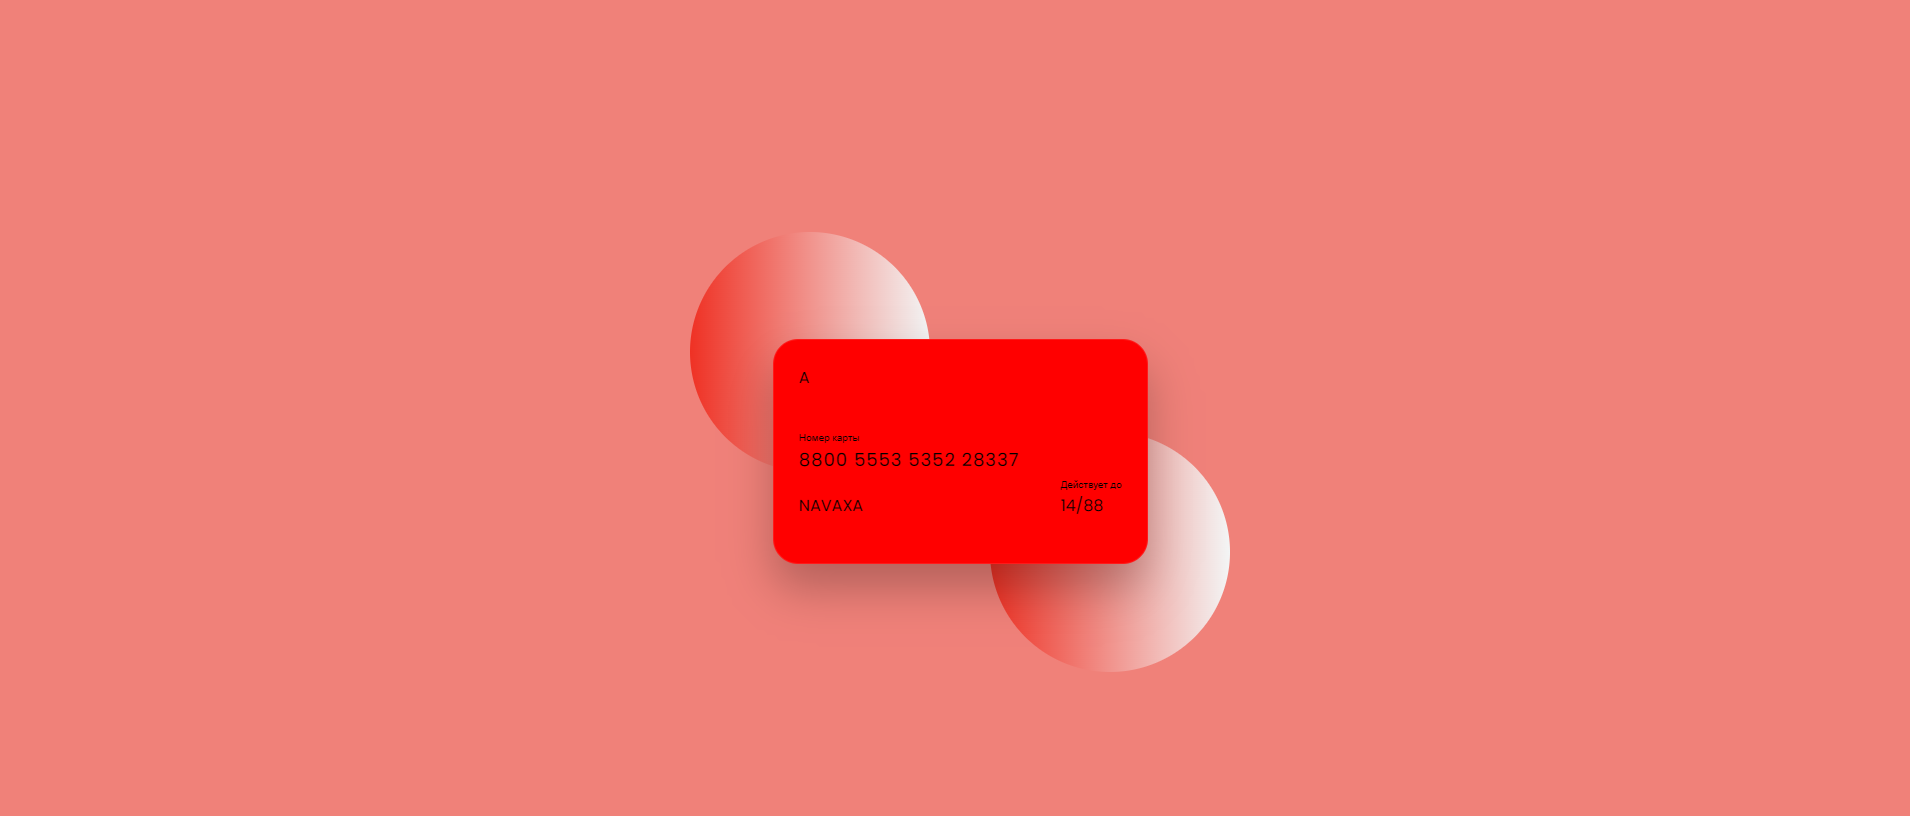 A
Номер карты
8800 5553 5352 28337
Действует до
NAVAXA
14/88